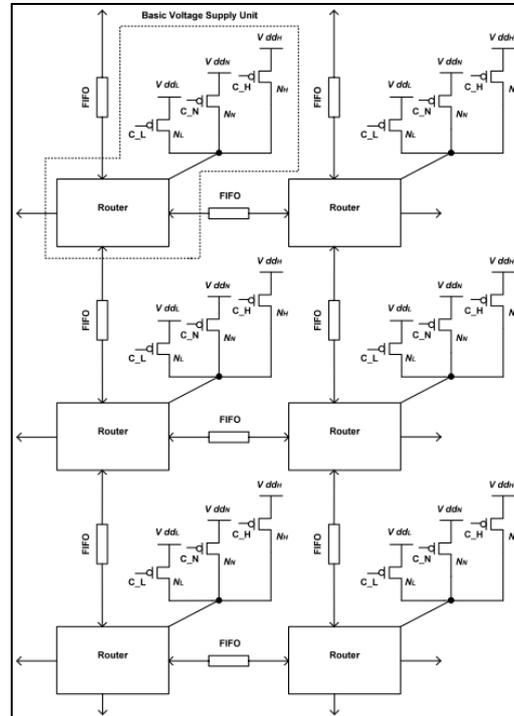 Basic Voltage Supply Unit
V ddH V ddH
V ddN V ddN
V ddL V ddL
FIFO C_H NH FIFO C_H NH
C_N NN C_N NN
C_L NL C_L NL
Router FIFO Router
V ddH V ddH
V ddN V ddN
V ddL V ddL
FIFO C_H NH FIFO C_H NH
C_N NN C_N NN
C_L NL C_L NL
Router FIFO Router
V ddH V ddH
V ddN V ddN
V ddL V ddL
FIFO C_H NH FIFO C_H NH
C_N NN C_N NN
C_L NL C_L NL
Router FIFO Router